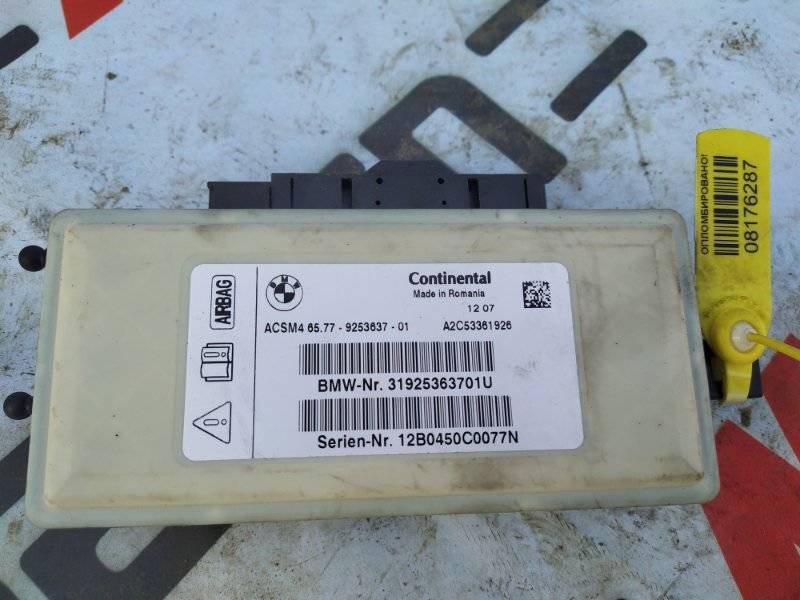 ОПЛОМБИРОВАНО!
08176287
AIRBAG
BMW
Continental
Made in Romania
12 07
ACSM4 65.77 - 9253637 - 01 A2C53361926
BMW-Nr. 31925363701U
Serien-Nr. 12B0450C0077N